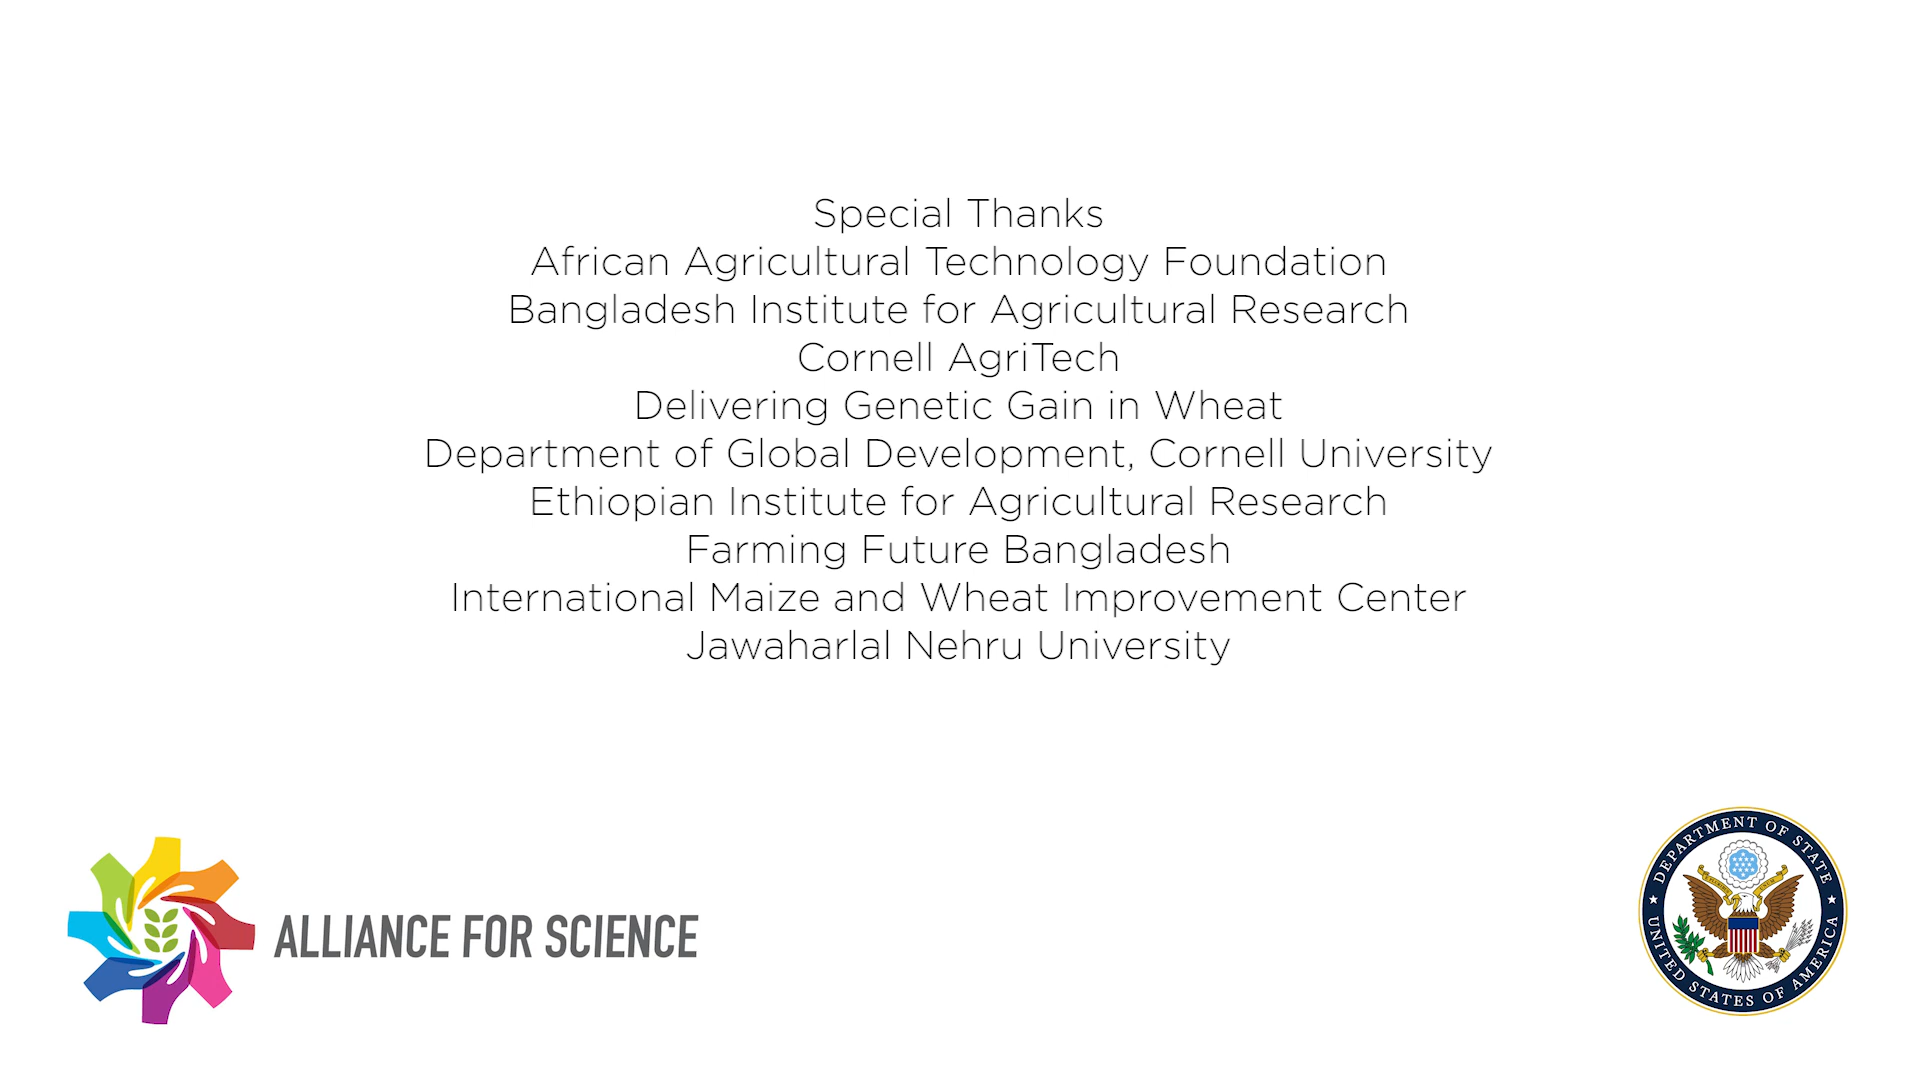 Special Thanks
African Agricultural Technology Foundation
Bangladesh Institute for Agricultural Research
Cornell AgriTech
Delivering Genetic Gain in Wheat
Department of Global Development, Cornell University
Ethiopian Institute for Agricultural Research
Farming Future Bangladesh
International Maize and Wheat Improvement Center
Jawaharlal Nehru University
ALLIANCE FOR SCIENCE
DEPARTMENT OF STATE
UNITED STATES OF AMERICA